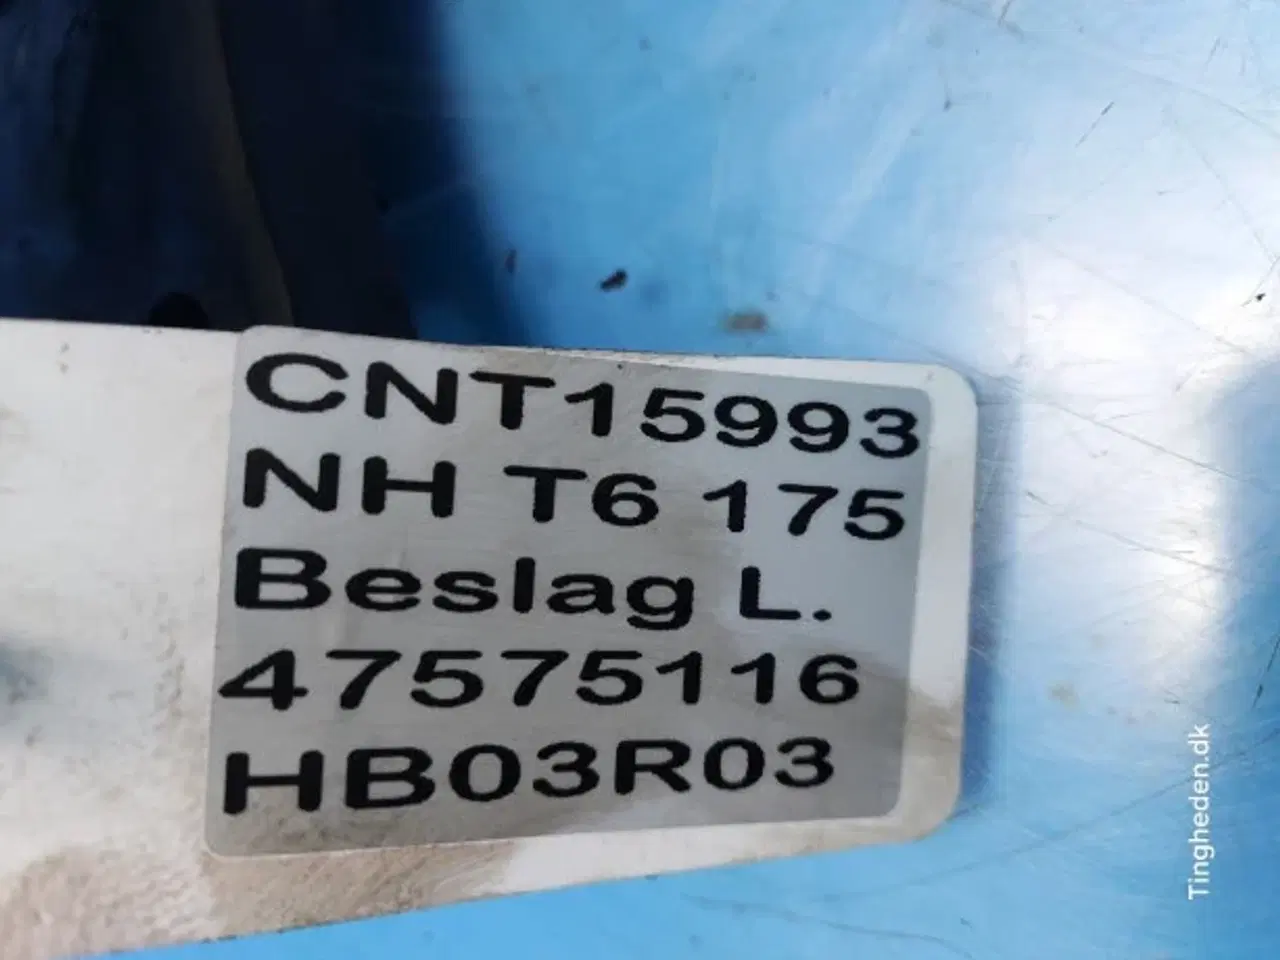 CNT15993
NH T6 175
Beslag L.
47575116
HB03R03
Tingheden.dk